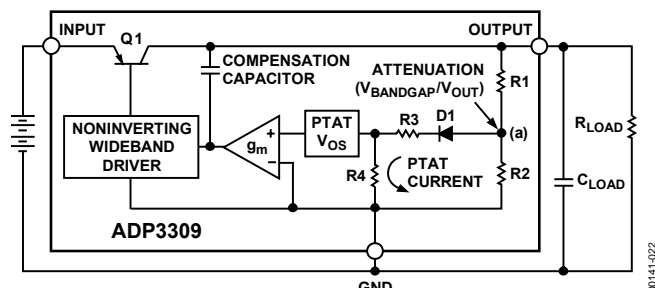 INPUT
OUTPUT
Q1
COMPENSATION
CAPACITOR
ATTENUATION
(VBANDGAP/VOUT)
R1
D1
R3
PTAT
VOS
NONINVERTING
WIDEBAND
DRIVER
gm
+
–
(a)
R4
PTAT
CURRENT
R2
RLOAD
CLOAD
ADP3309
GND
00141-022